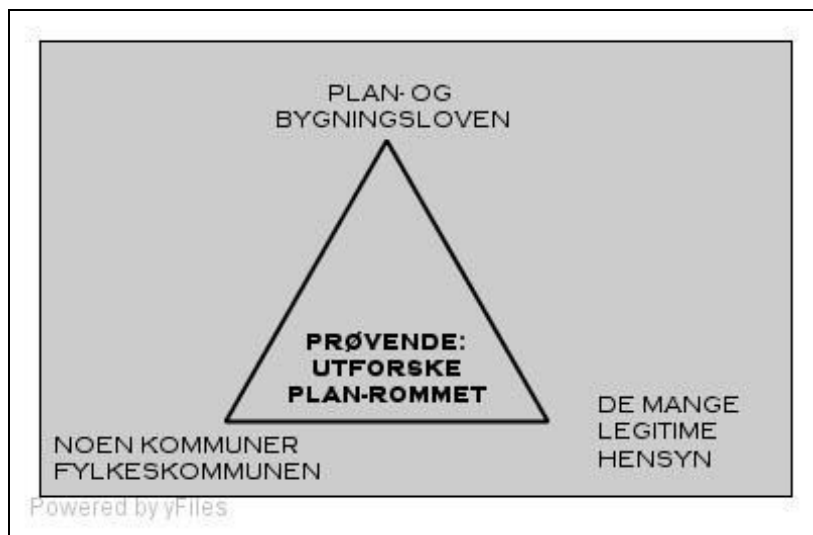 PLAN- OG
BYGNINGSLOVEN
PRØVENDE:
UTFORSKE
PLAN-ROMMET
NOEN KOMMUNER
FYLKESKOMMUNEN
DE MANGE
LEGITIME
HENSYN
Powered by yFiles